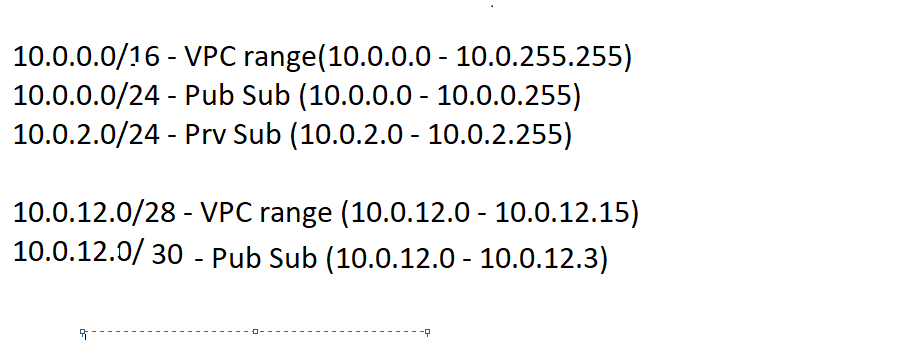 10.0.0.0/16 - VPC range(10.0.0.0 - 10.0.255.255)
10.0.0.0/24 - Pub Sub (10.0.0.0 - 10.0.0.255)
10.0.2.0/24 - Prv Sub (10.0.2.0 - 10.0.2.255)
10.0.12.0/28 - VPC range (10.0.12.0 - 10.0.12.15)
10.0.12.0/ 30 - Pub Sub (10.0.12.0 - 10.0.12.3)